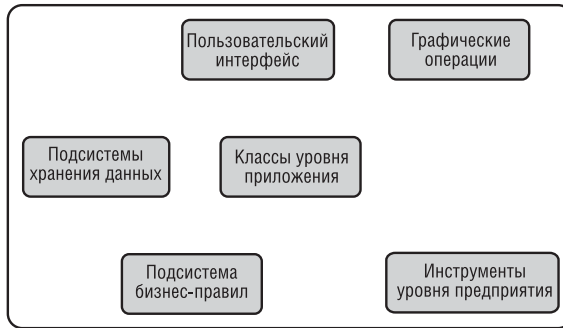 Пользовательский
интерфейс
Графические
операции
Подсистемы
хранения данных
Классы уровня
приложения
Подсистема
бизнес-правил
Инструменты
уровня предприятия